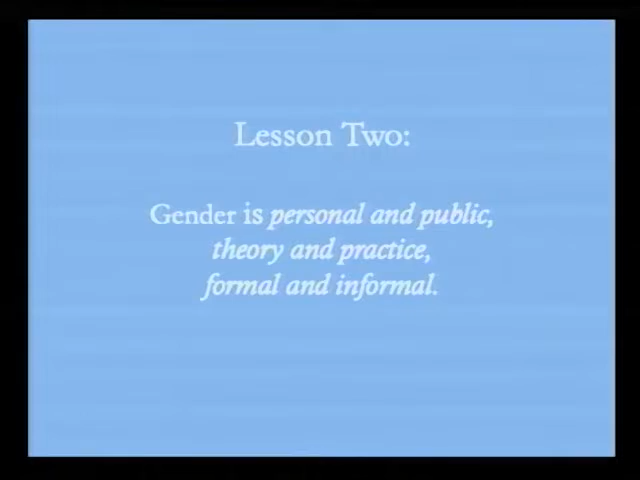 Lesson Two:
Gender is personal and public,
theory and practice,
formal and informal.